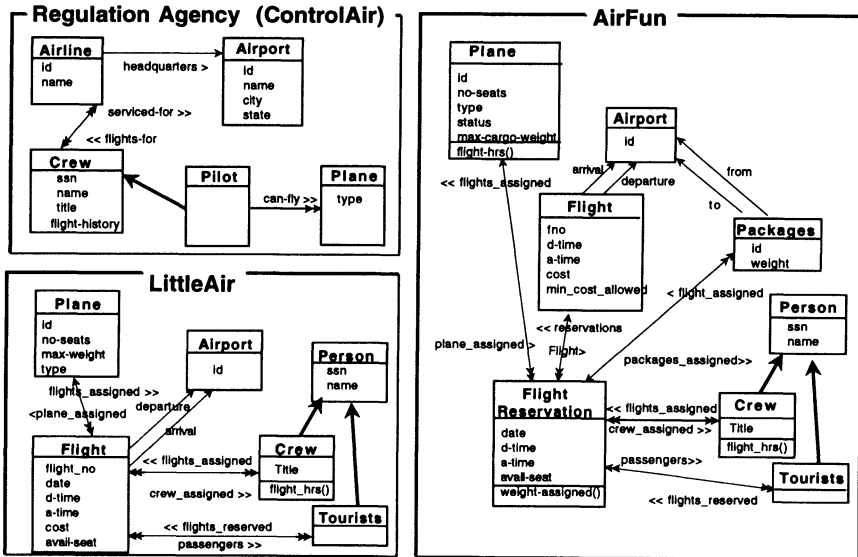 Regulation Agency (ControlAir)
Airline
id
name
headquarters >
Airport
id
name
city
state
serviced-for >>
<< flights-for
Crew
ssn
name
title
flight-history
Pilot
can-fly >>
Plane
type
LittleAir
Plane
id
no-seats
max-weight
type
flights_assigned >>
<plane_assigned
Airport
id
departure
arrival
Person
ssn
name
Flight
flight_no
date
d-time
a-time
cost
avail-seat
<< flights_assigned
crew_assigned >>
Crew
Title
flight_hrs()
<< flights_reserved
passengers >>
Tourists
AirFun
Plane
id
no-seats
type
status
max-cargo-weight
flight-hrs()
<< flights_assigned
Airport
id
arrival
departure
from
to
Flight
fno
d-time
a-time
cost
min_cost_allowed
Packages
id
weight
< flight_assigned
<< reservations
Flight>
plane_assigned >
packages_assigned>>
Person
ssn
name
Flight
Reservation
date
d-time
a-time
avail-seat
weight-assigned()
<< flights_assigned
crew_assigned >>
Crew
Title
flight_hrs()
passengers>>
<< flights_reserved
Tourists